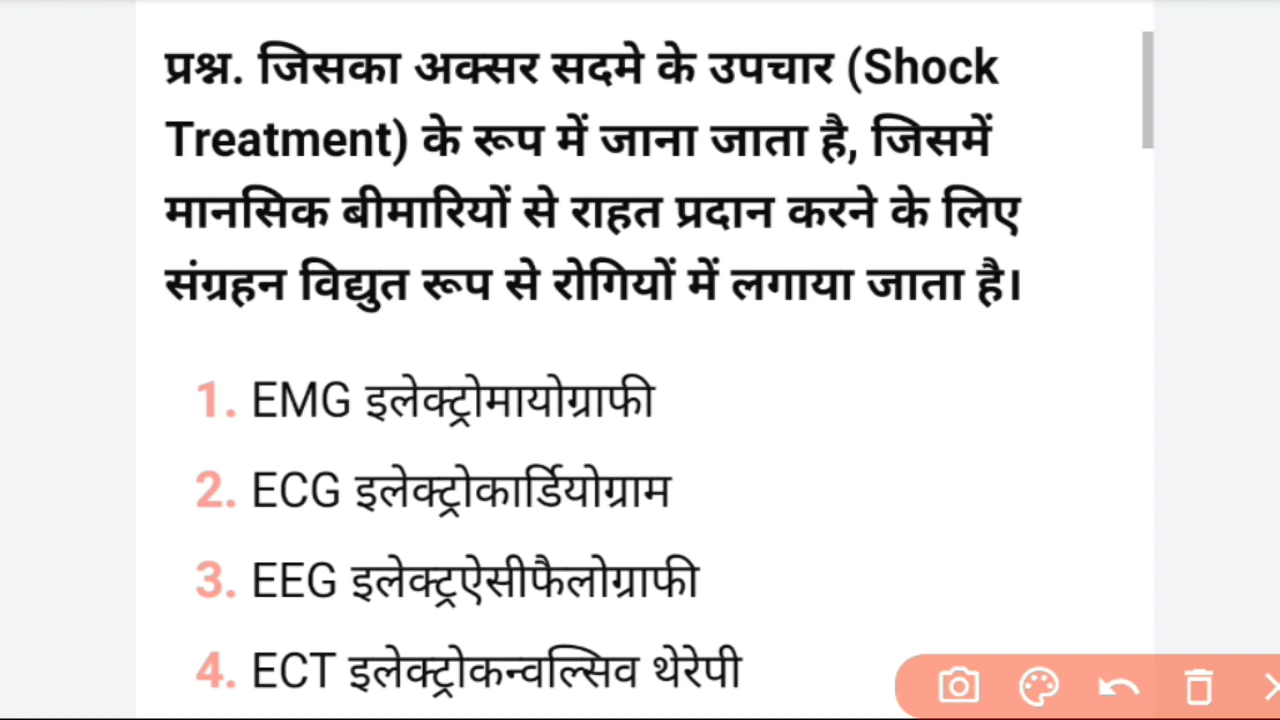 प्रश्न. जिसका अक्सर सदमे के उपचार (Shock
Treatment) के रूप में जाना जाता है, जिसमें
मानसिक बीमारियों से राहत प्रदान करने के लिए
संग्रहन विद्युत रूप से रोगियों में लगाया जाता है।
1. EMG इलेक्ट्रोमायोग्राफी
2. ECG इलेक्ट्रोकार्डियोग्राम
3. EEG इलेक्ट्रऐसीफैलोग्राफी
4. ECT इलेक्ट्रोकन्वल्सिव थेरेपी